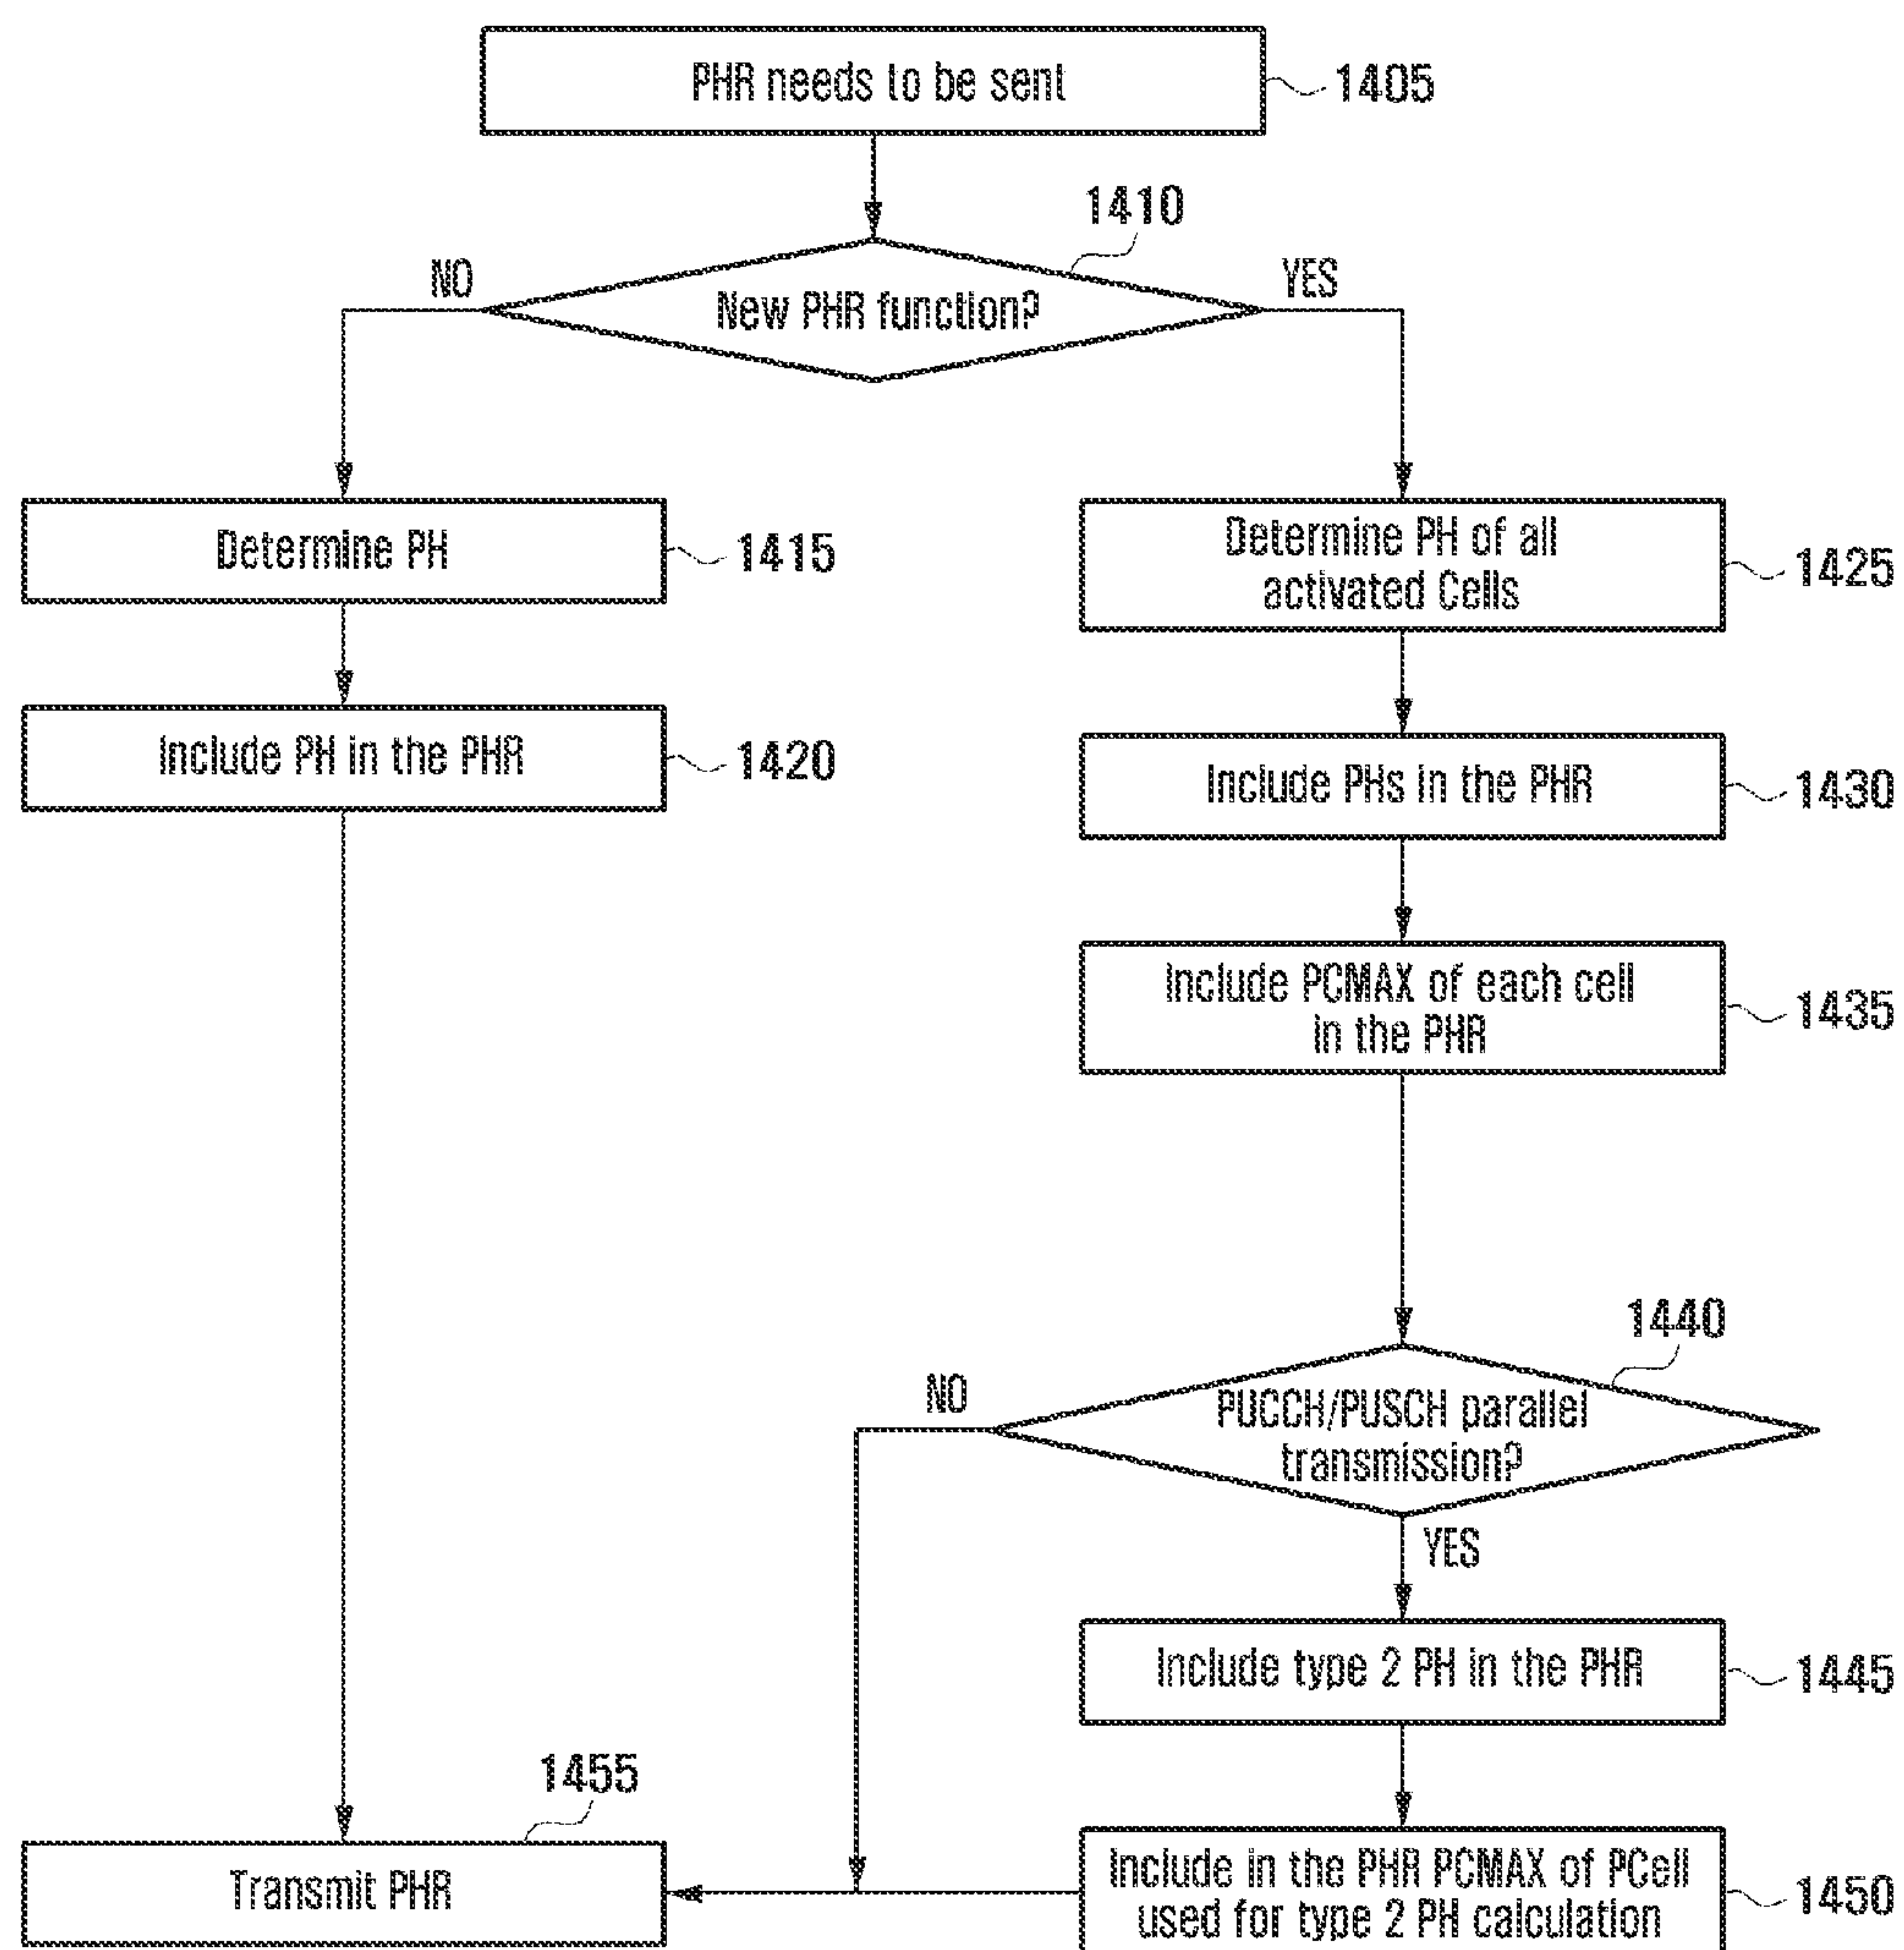 PHR needs to be sent
1405
1410
NO
New PHR function?
YES
Determine PH
1415
Determine PH of all
activated Cells
1425
Include PH in the PHR
1420
Include PHs in the PHR
1430
Include PCMAX of each cell
in the PHR
1435
1440
NO
PUCCH/PUSCH parallel
transmission?
YES
Include type 2 PH in the PHR
1445
1455
Transmit PHR
Include in the PHR PCMAX of PCell
used for type 2 PH calculation
1450